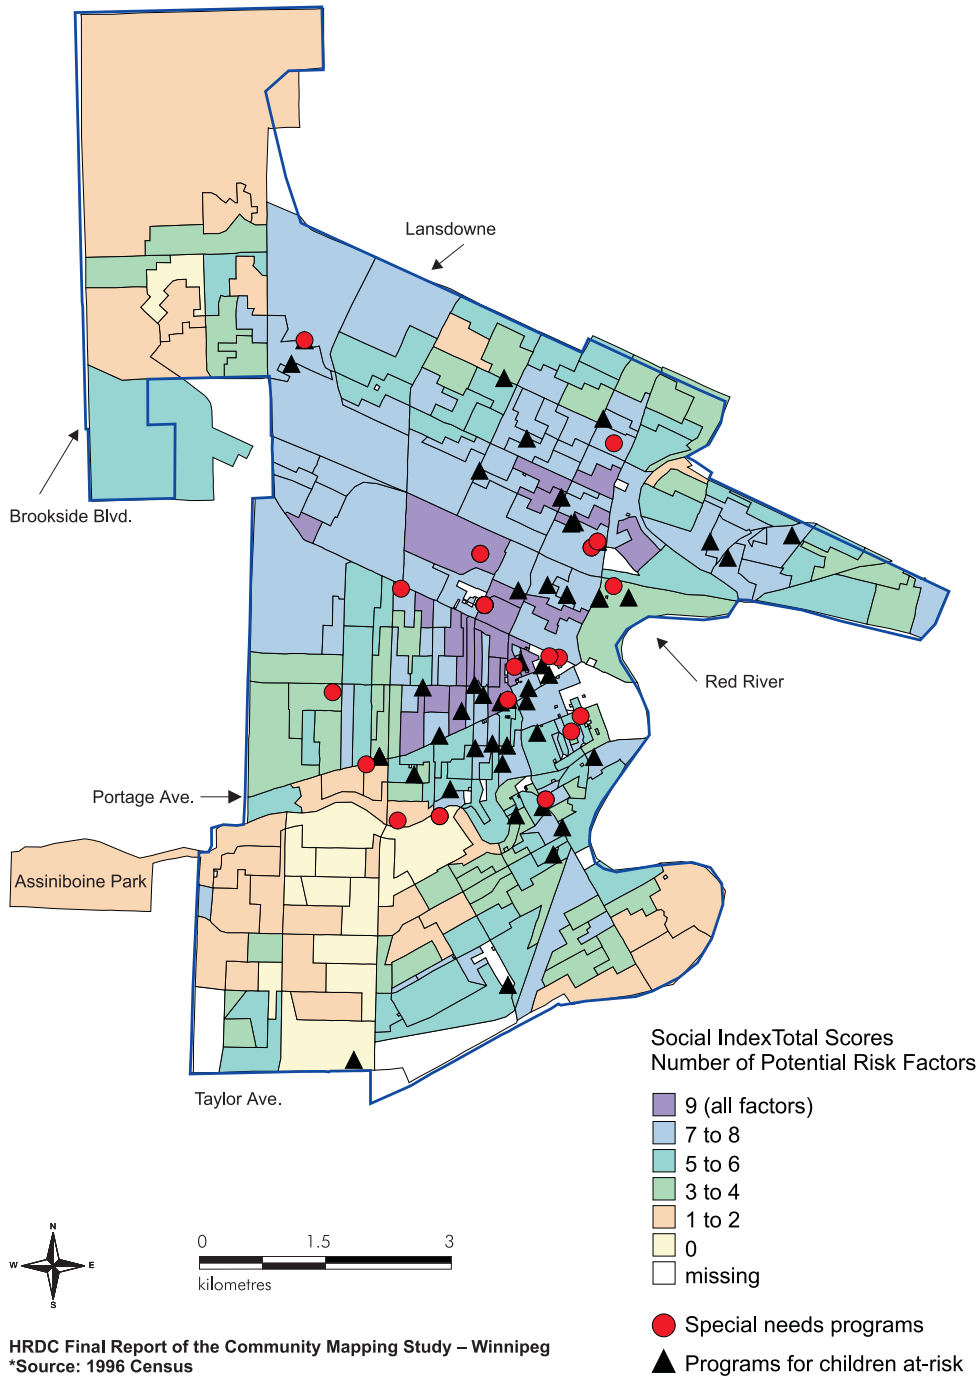 Lansdowne
Brookside Blvd.
Red River
Portage Ave.
Assiniboine Park
Taylor Ave.
Social IndexTotal Scores
Number of Potential Risk Factors
9 (all factors)
7 to 8
5 to 6
3 to 4
1 to 2
0
missing
Special needs programs
Programs for children at-risk
N
W E
S
0 1.5 3
kilometres
HRDC Final Report of the Community Mapping Study – Winnipeg
*Source: 1996 Census